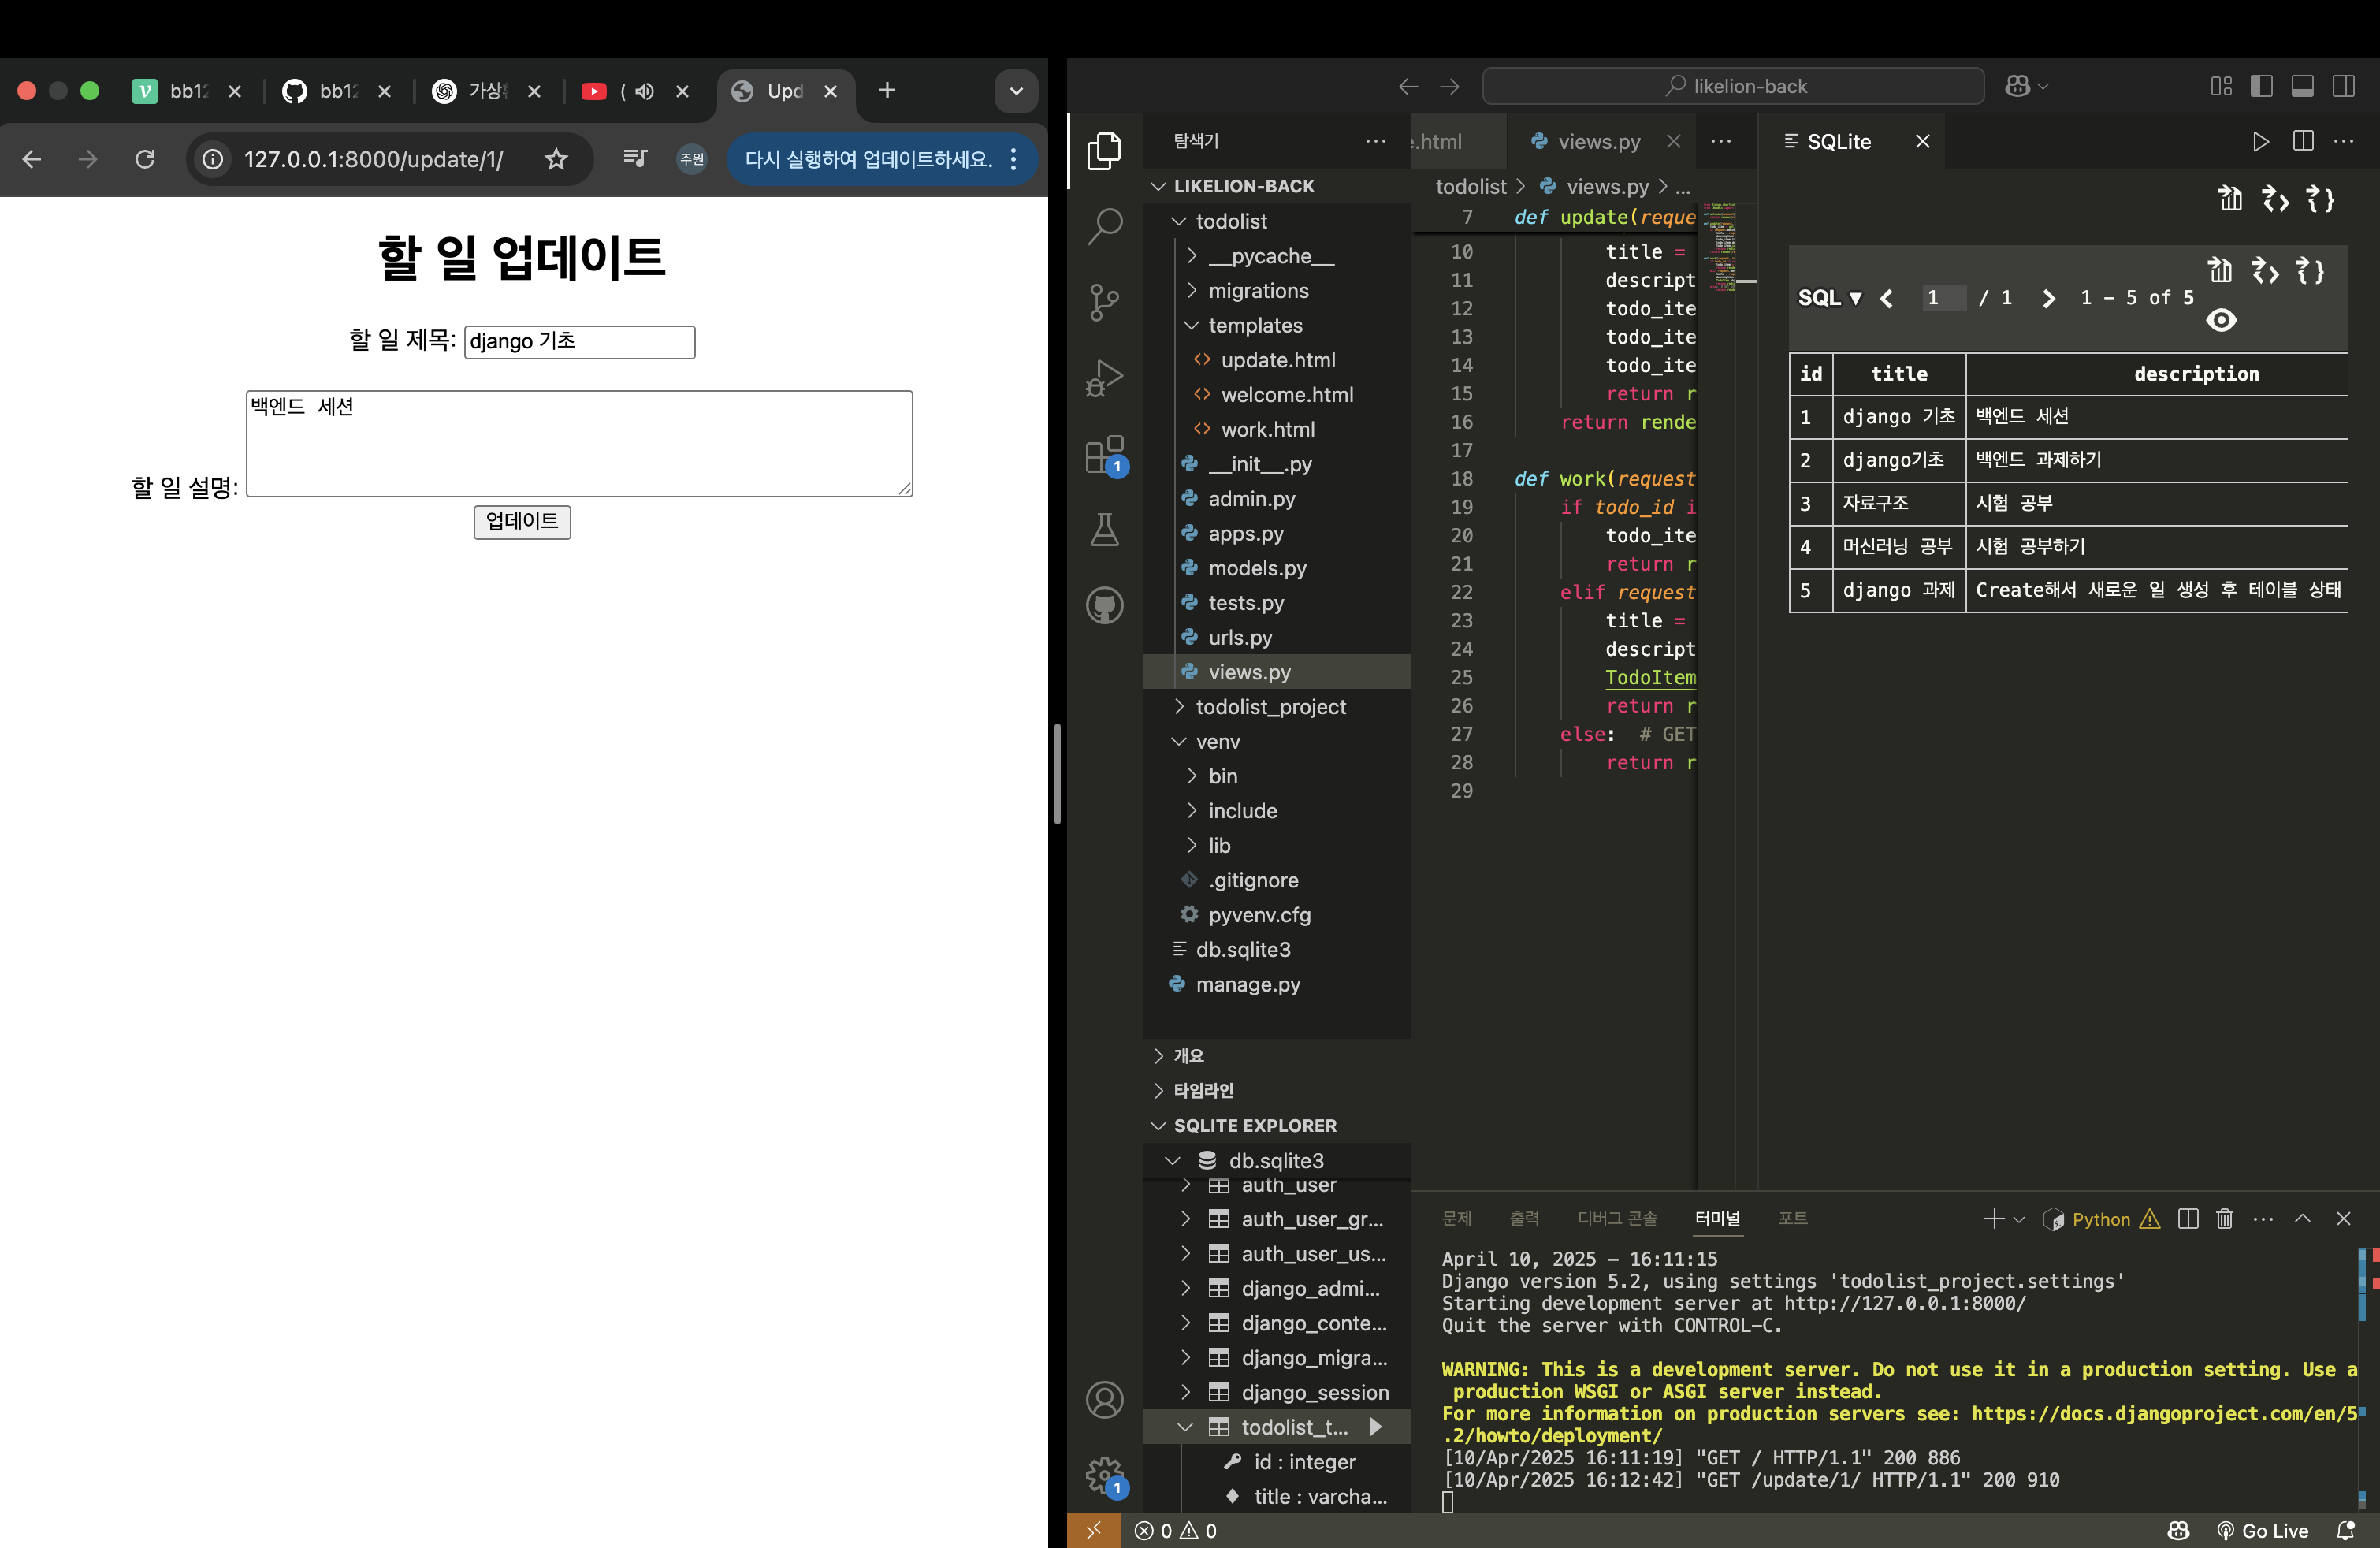 bb12
bb12
가상
(
Upd
127.0.0.1:8000/update/1/
주원
다시 실행하여 업데이트하세요.
할 일 업데이트
할 일 제목: django 기초
백엔드 세션
할 일 설명:
업데이트
likelion-back
탐색기
LIKELION-BACK
todolist
__pycache__
migrations
templates
update.html
welcome.html
work.html
__init__.py
admin.py
apps.py
models.py
tests.py
urls.py
views.py
todolist_project
venv
bin
include
lib
.gitignore
pyvenv.cfg
db.sqlite3
manage.py
개요
타임라인
SQLITE EXPLORER
db.sqlite3
auth_user
auth_user_gr...
auth_user_us...
django_admi...
django_conte...
django_migra...
django_session
todolist_t...
id : integer
title : varcha...
1
1
e.html
views.py
todolist > views.py > ...
7 def update(reque
10 title =
11 descript
12 todo_ite
13 todo_ite
14 todo_ite
15 return r
16 return rende
17
18 def work(request
19 if todo_id i
20 todo_ite
21 return r
22 elif request
23 title =
24 descript
25 TodoItem
26 return r
27 else: # GET
28 return r
29
SQLite
SQL ▼ < 1 / 1 > 1 - 5 of 5
id title description
1 django 기초 백엔드 세션
2 django기초 백엔드 과제하기
3 자료구조 시험 공부
4 머신러닝 공부 시험 공부하기
5 django 과제 Create해서 새로운 일 생성 후 테이블 상태
문제 출력 디버그 콘솔 터미널 포트
Python
April 10, 2025 - 16:11:15
Django version 5.2, using settings 'todolist_project.settings'
Starting development server at http://127.0.0.1:8000/
Quit the server with CONTROL-C.
WARNING: This is a development server. Do not use it in a production setting. Use a
production WSGI or ASGI server instead.
For more information on production servers see: https://docs.djangoproject.com/en/5
.2/howto/deployment/
[10/Apr/2025 16:11:19] "GET / HTTP/1.1" 200 886
[10/Apr/2025 16:12:42] "GET /update/1/ HTTP/1.1" 200 910
0 0
Go Live